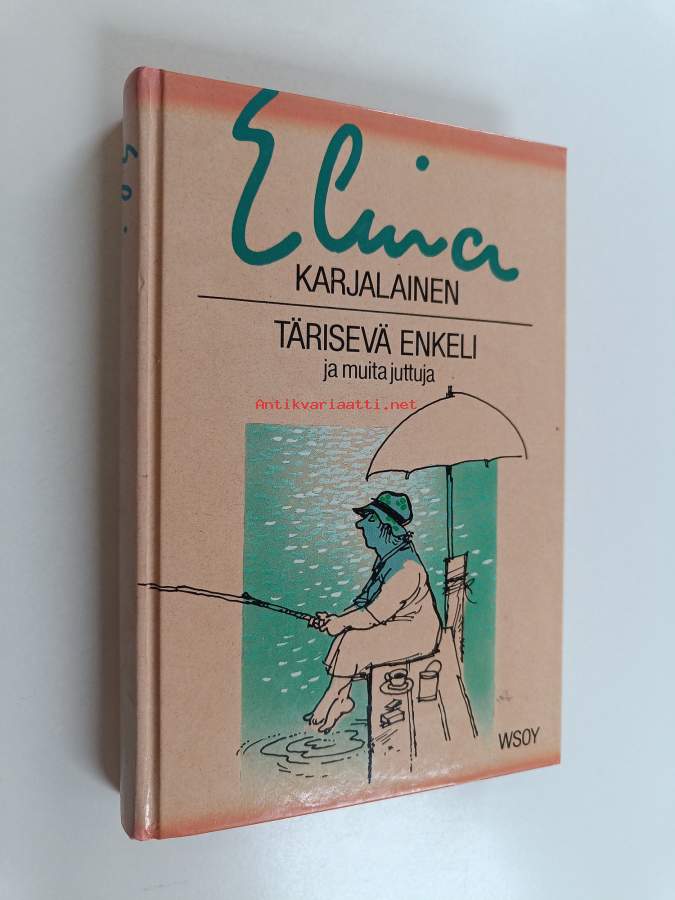 Elina
KARJALAINEN
TÄRISEVÄ ENKELI
ja muita juttuja
Antikvariaatti.net
WSOY